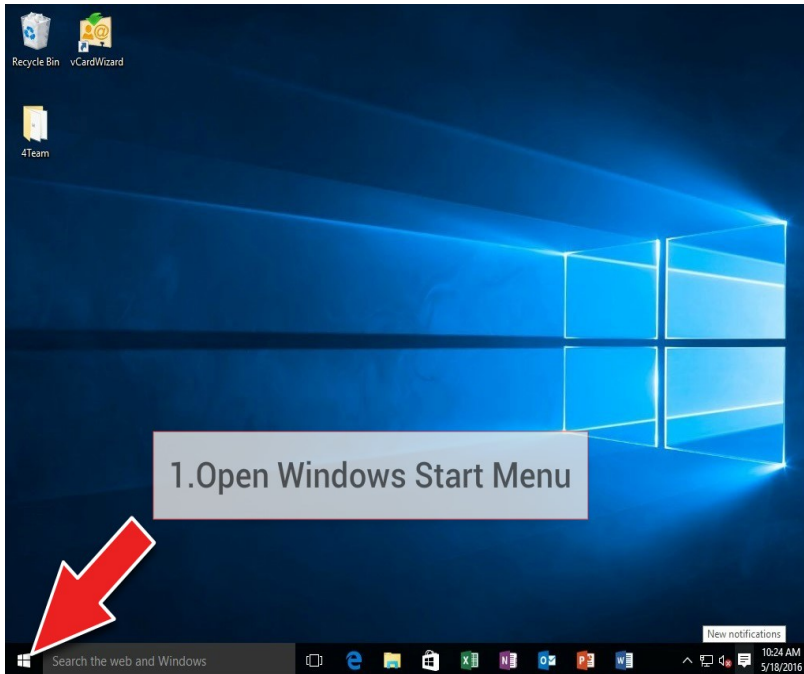 Recycle Bin vCardWizard
4Team
1.Open Windows Start Menu
New notifications
Search the web and Windows
10:24 AM
5/18/2016